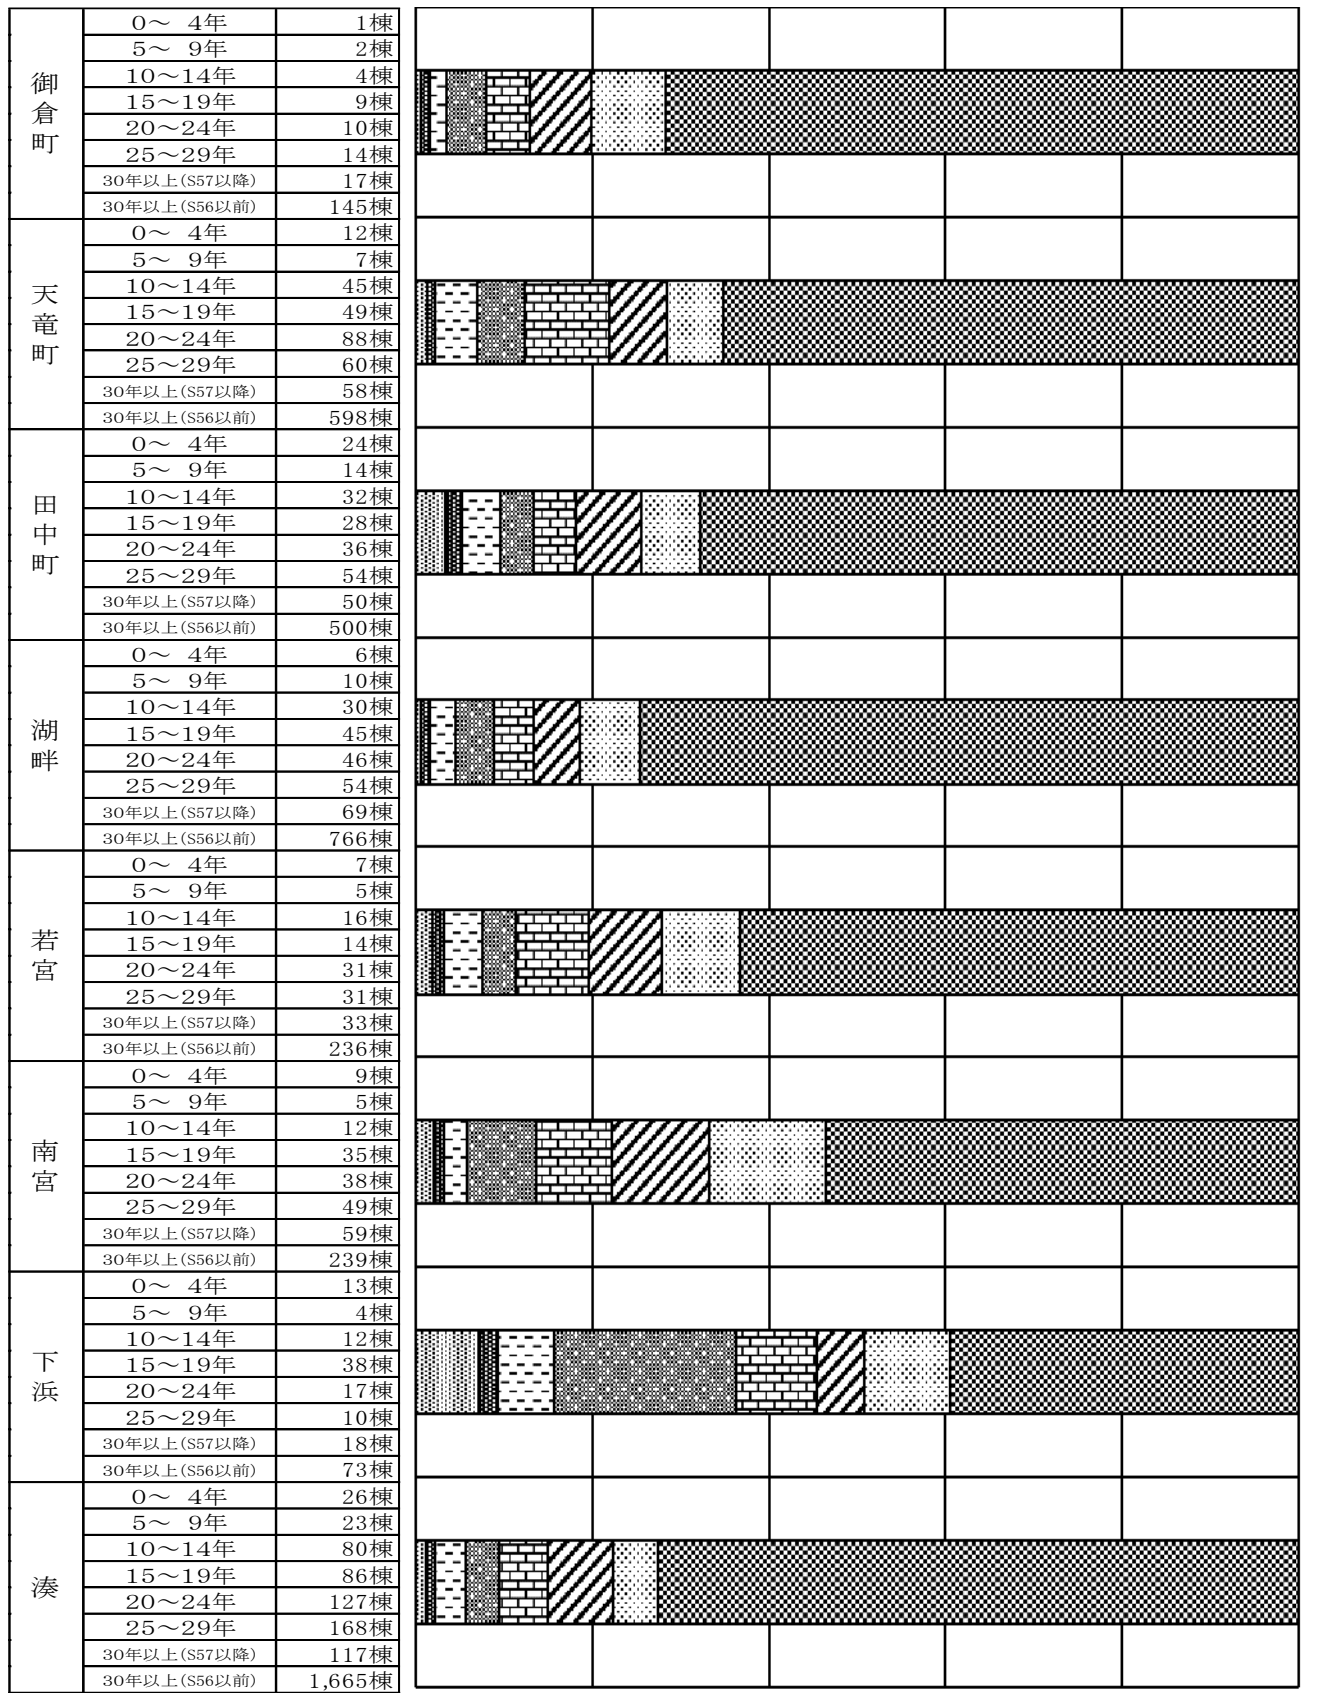 御倉町
0～ 4年 1棟
5～ 9年 2棟
10～14年 4棟
15～19年 9棟
20～24年 10棟
25～29年 14棟
30年以上(S57以降) 17棟
30年以上(S56以前) 145棟
天竜町
0～ 4年 12棟
5～ 9年 7棟
10～14年 45棟
15～19年 49棟
20～24年 88棟
25～29年 60棟
30年以上(S57以降) 58棟
30年以上(S56以前) 598棟
田中町
0～ 4年 24棟
5～ 9年 14棟
10～14年 32棟
15～19年 28棟
20～24年 36棟
25～29年 54棟
30年以上(S57以降) 50棟
30年以上(S56以前) 500棟
湖畔
0～ 4年 6棟
5～ 9年 10棟
10～14年 30棟
15～19年 45棟
20～24年 46棟
25～29年 54棟
30年以上(S57以降) 69棟
30年以上(S56以前) 766棟
若宮
0～ 4年 7棟
5～ 9年 5棟
10～14年 16棟
15～19年 14棟
20～24年 31棟
25～29年 31棟
30年以上(S57以降) 33棟
30年以上(S56以前) 236棟
南宮
0～ 4年 9棟
5～ 9年 5棟
10～14年 12棟
15～19年 35棟
20～24年 38棟
25～29年 49棟
30年以上(S57以降) 59棟
30年以上(S56以前) 239棟
下浜
0～ 4年 13棟
5～ 9年 4棟
10～14年 12棟
15～19年 38棟
20～24年 17棟
25～29年 10棟
30年以上(S57以降) 18棟
30年以上(S56以前) 73棟
湊
0～ 4年 26棟
5～ 9年 23棟
10～14年 80棟
15～19年 86棟
20～24年 127棟
25～29年 168棟
30年以上(S57以降) 117棟
30年以上(S56以前) 1,665棟